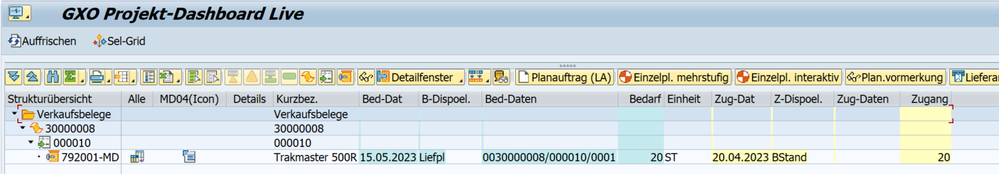 GXO Projekt-Dashboard Live
Auffrischen Sel-Grid
Detailfenster Planauftrag (LA) Einzelpl. mehrstufig Einzelpl. interaktiv Plan.vormerkung Lieferan
Strukturübersicht Alle MD04(Icon) Details Kurzbez. Bed-Dat B-Dispoel. Bed-Daten Bedarf Einheit Zug-Dat Z-Dispoel. Zug-Daten Zugang
Verkaufsbelege Verkaufsbelege
30000008 30000008
000010 000010
792001-MD Trakmaster 500R 15.05.2023 Liefpl 0030000008/000010/0001 20 ST 20.04.2023 BStand 20